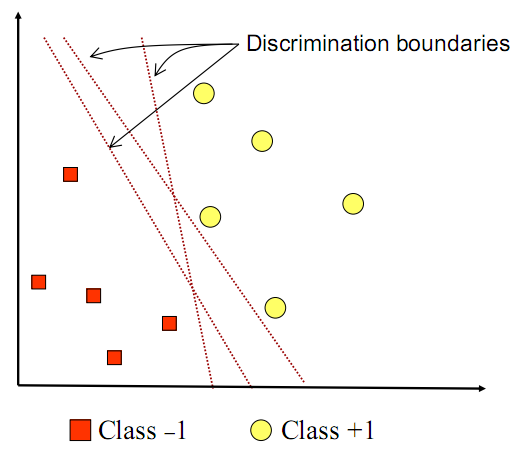 Discrimination boundaries
Class –1
Class +1